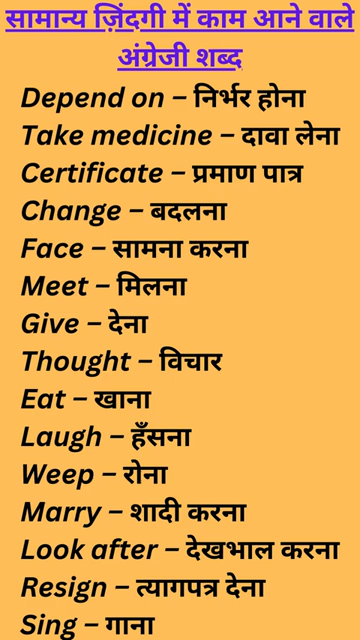 सामान्य ज़िंदगी में काम आने वाले
अंग्रेजी शब्द
Depend on – निर्भर होना
Take medicine – दावा लेना
Certificate – प्रमाण पात्र
Change – बदलना
Face – सामना करना
Meet – मिलना
Give – देना
Thought – विचार
Eat – खाना
Laugh – हँसना
Weep – रोना
Marry – शादी करना
Look after – देखभाल करना
Resign – त्यागपत्र देना
Sing – गाना